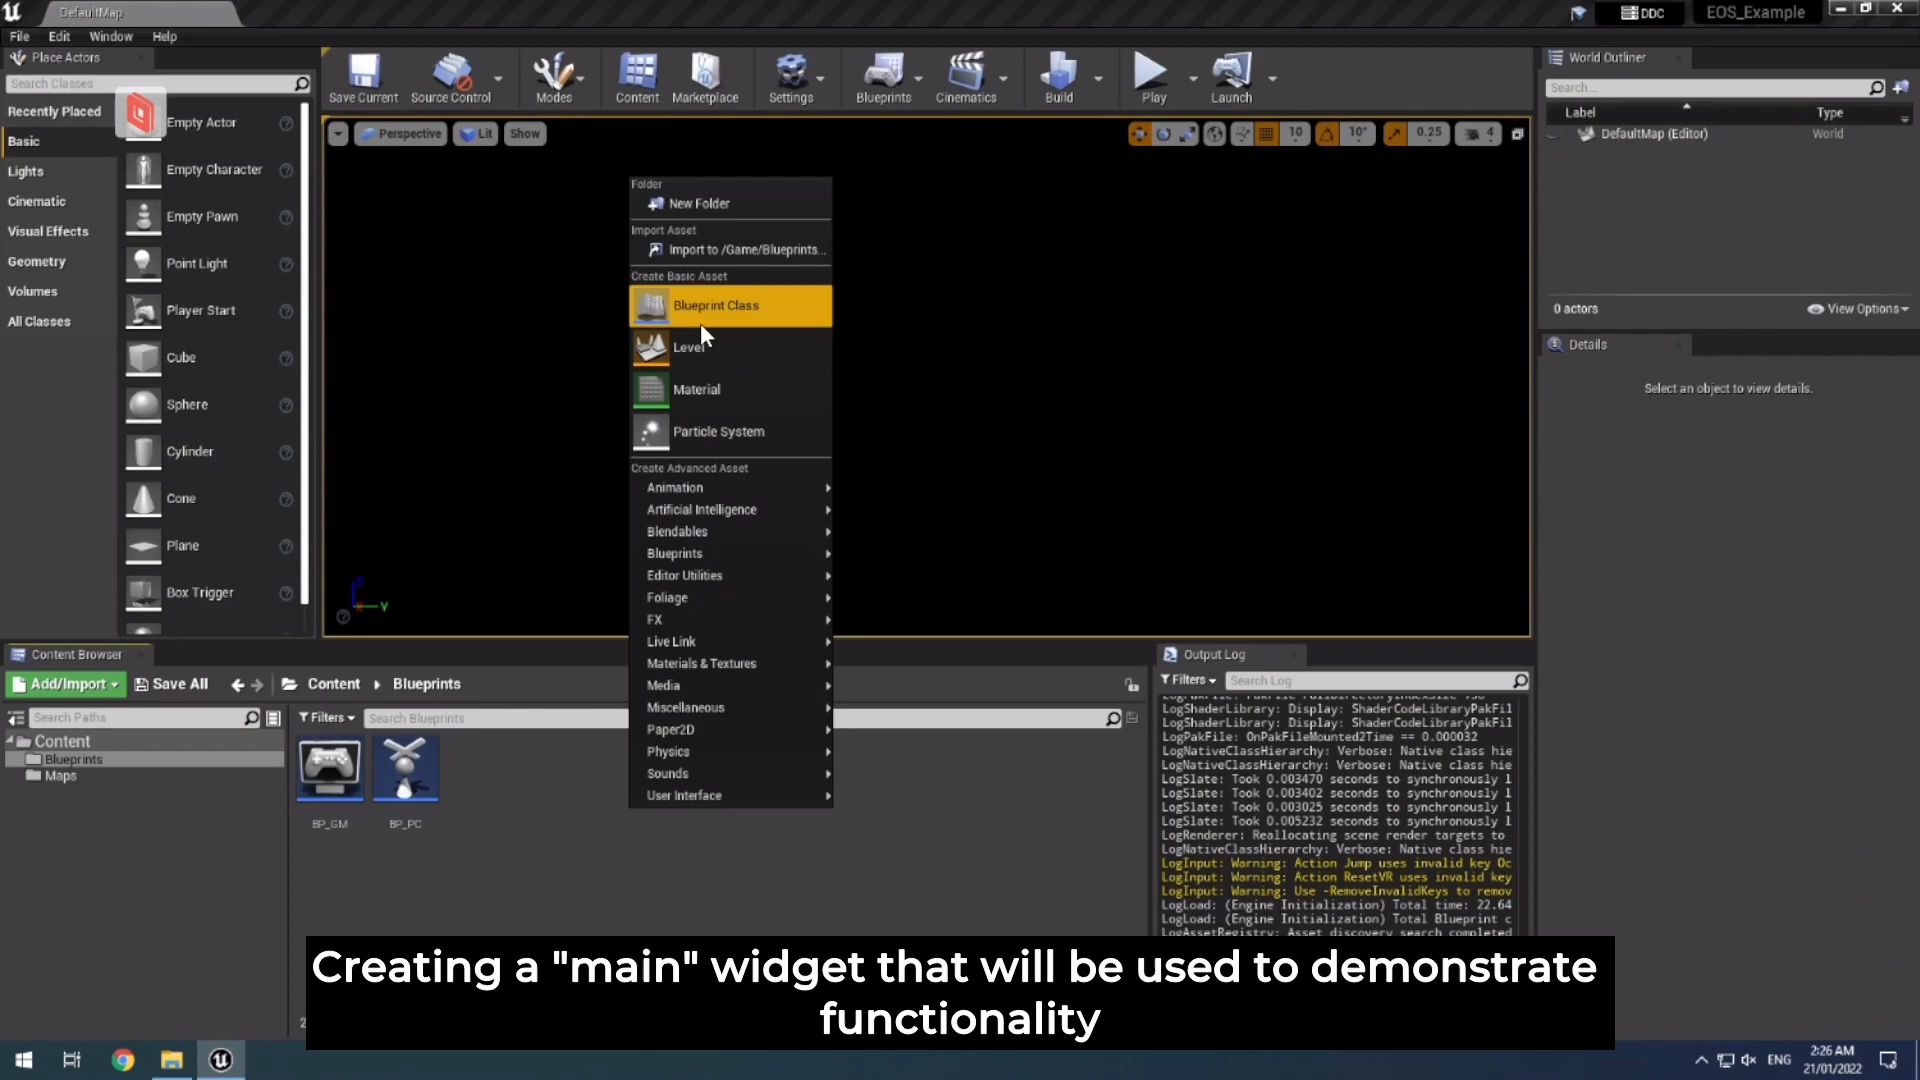 DefaultMap
DDC
EOS_Example
File Edit Window Help
Place Actors
Search Classes
Recently Placed
Basic
Lights
Cinematic
Visual Effects
Geometry
Volumes
All Classes
Empty Actor
Empty Character
Empty Pawn
Point Light
Player Start
Cube
Sphere
Cylinder
Cone
Plane
Box Trigger
Save Current
Source Control
Modes
Content
Marketplace
Settings
Blueprints
Cinematics
Build
Play
Launch
Perspective
Lit
Show
10
10°
0.25
4
Folder
New Folder
Import Asset
Import to /Game/Blueprints...
Create Basic Asset
Blueprint Class
Level
Material
Particle System
Create Advanced Asset
Animation
Artificial Intelligence
Blendables
Blueprints
Editor Utilities
Foliage
FX
Live Link
Materials & Textures
Media
Miscellaneous
Paper2D
Physics
Sounds
User Interface
Z
X
Y
World Outliner
Search...
Label
Type
DefaultMap (Editor)
World
0 actors
View Options
Details
Select an object to view details.
Content Browser
Add/Import
Save All
Content
Blueprints
Search Paths
Filters
Search Blueprints
Content
Blueprints
Maps
BP_GM
BP_PC
2
Output Log
Filters
Search Log
LogShaderLibrary: Display: ShaderCodeLibraryPakFil
LogShaderLibrary: Display: ShaderCodeLibraryPakFil
LogPakFile: OnPakFileMounted2Time == 0.000032
LogNativeClassHierarchy: Verbose: Native class hie
LogSlate: Took 0.003470 seconds to synchronously l
LogSlate: Took 0.003402 seconds to synchronously l
LogSlate: Took 0.003025 seconds to synchronously l
LogSlate: Took 0.005232 seconds to synchronously l
LogRenderer: Reallocating scene render targets to
LogNativeClassHierarchy: Verbose: Native class hie
LogInput: Warning: Action Jump uses invalid key Oc
LogInput: Warning: Action ResetVR uses invalid key
LogInput: Warning: Use -RemoveInvalidKeys to remov
LogLoad: (Engine Initialization) Total time: 22.64
LogLoad: (Engine Initialization) Total Blueprint c
LogAssetRegistry: Asset discovery search completed
Creating a "main" widget that will be used to demonstrate
functionality
ENG
2:26 AM
21/01/2022